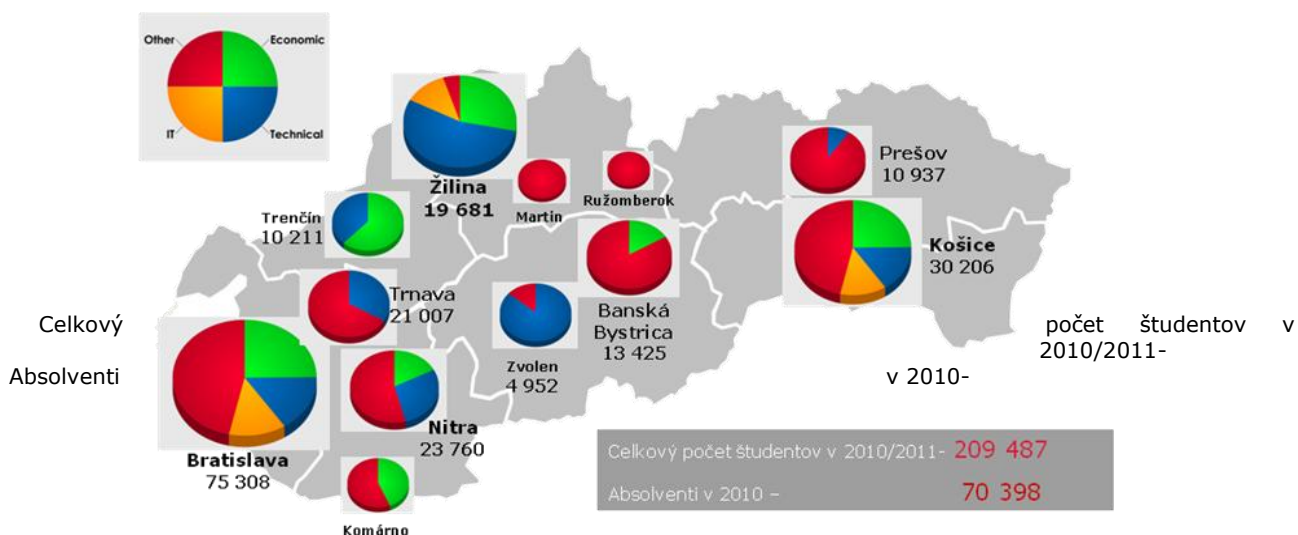 Other
Economic
IT
Technical
Žilina
19 681
Martin
Ružomberok
Prešov
10 937
Trenčín
10 211
Košice
30 206
Trnava
21 007
Banská
Bystrica
13 425
Zvolen
4 952
Celkový počet študentov v
2010/2011-
Absolventi v 2010-
Nitra
23 760
Bratislava
75 308
Komárno
Celkový počet študentov v 2010/2011- 209 487
Absolventi v 2010 – 70 398